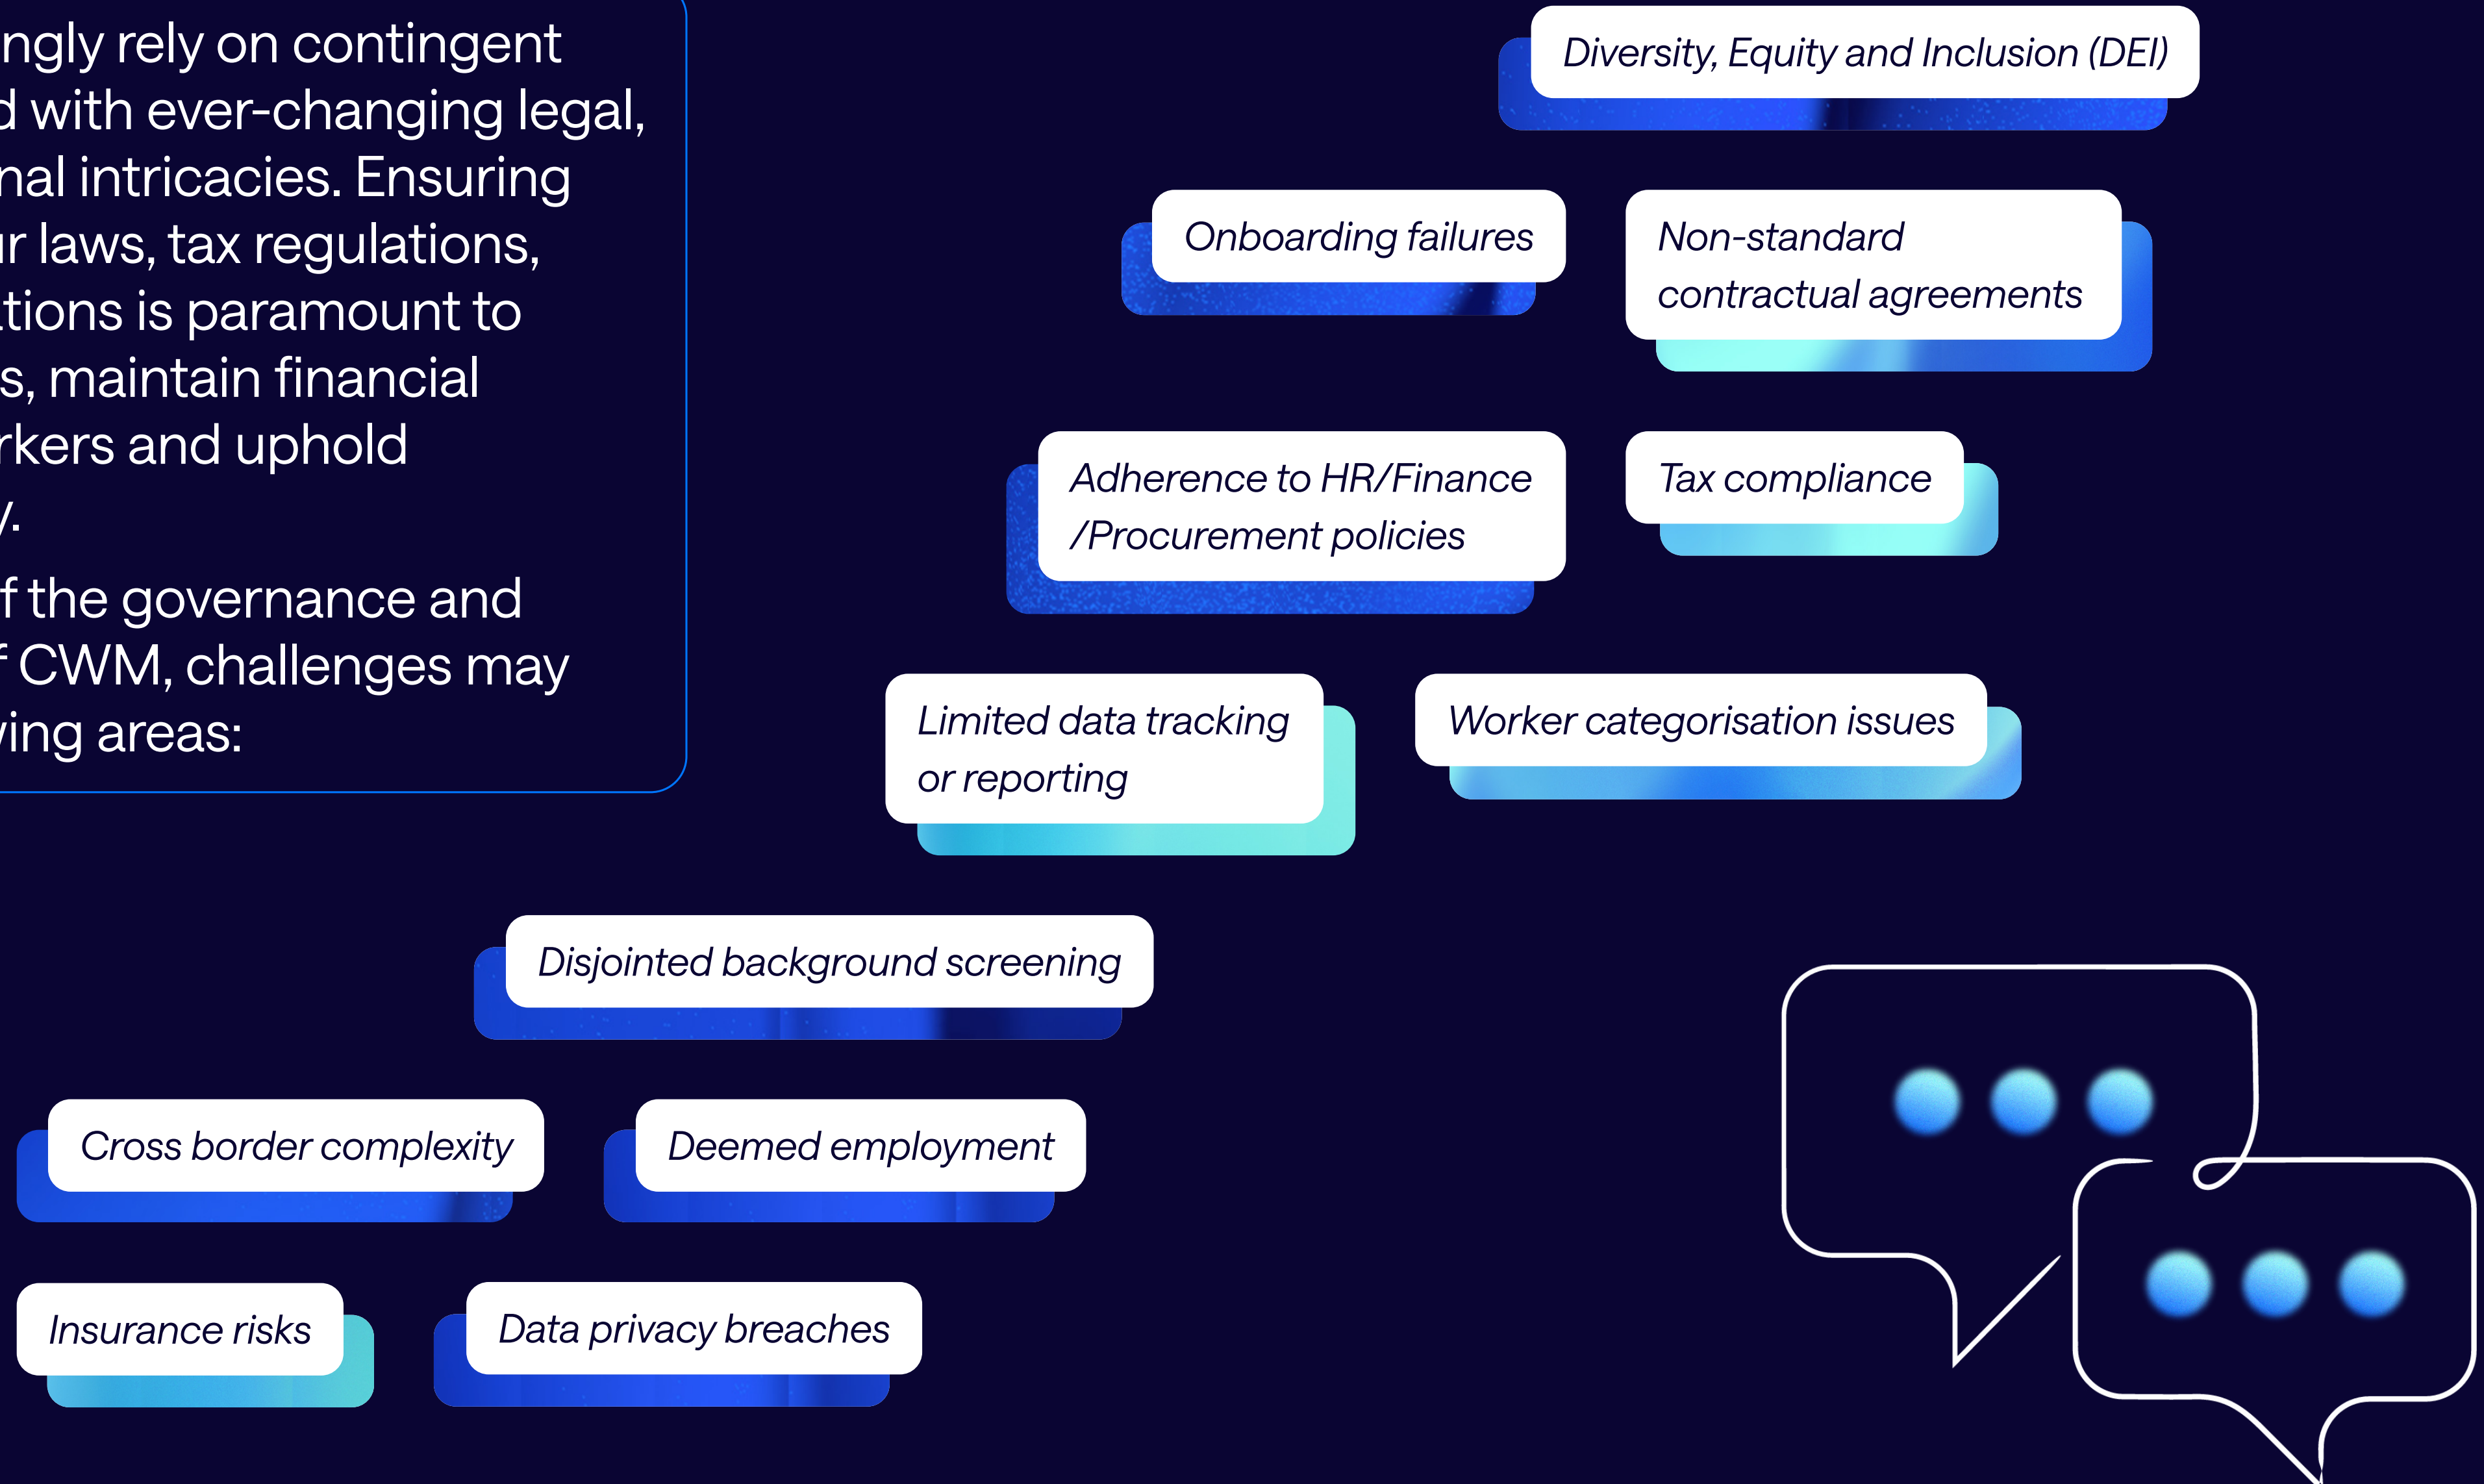 ngly rely on contingent
d with ever-changing legal,
nal intricacies. Ensuring
ur laws, tax regulations,
ations is paramount to
s, maintain financial
rkers and uphold
y.
f the governance and
f CWM, challenges may
wing areas:
Diversity, Equity and Inclusion (DEI)
Onboarding failures
Non-standard
contractual agreements
Adherence to HR/Finance
/Procurement policies
Tax compliance
Limited data tracking
or reporting
Worker categorisation issues
Disjointed background screening
Cross border complexity
Deemed employment
Insurance risks
Data privacy breaches